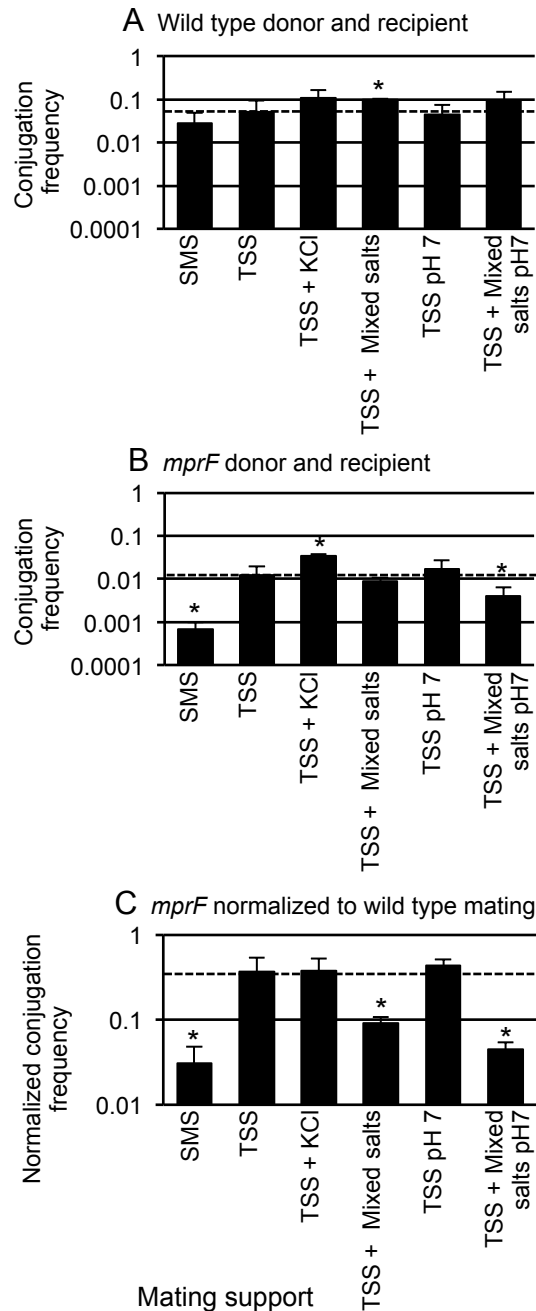 A Wild type donor and recipient
Conjugation
frequency
1
0.1
0.01
0.001
0.0001
*
SMS
TSS
TSS + KCl
TSS + Mixed salts
TSS pH 7
TSS + Mixed
salts pH7
B mprF donor and recipient
Conjugation
frequency
1
0.1
0.01
0.001
0.0001
*
*
*
SMS
TSS
TSS + KCl
TSS + Mixed salts
TSS pH 7
TSS + Mixed
salts pH7
C mprF normalized to wild type mating
Normalized conjugation
frequency
1
0.1
0.01
*
*
*
SMS
TSS
TSS + KCl
TSS + Mixed salts
TSS pH 7
TSS + Mixed
salts pH7
Mating support